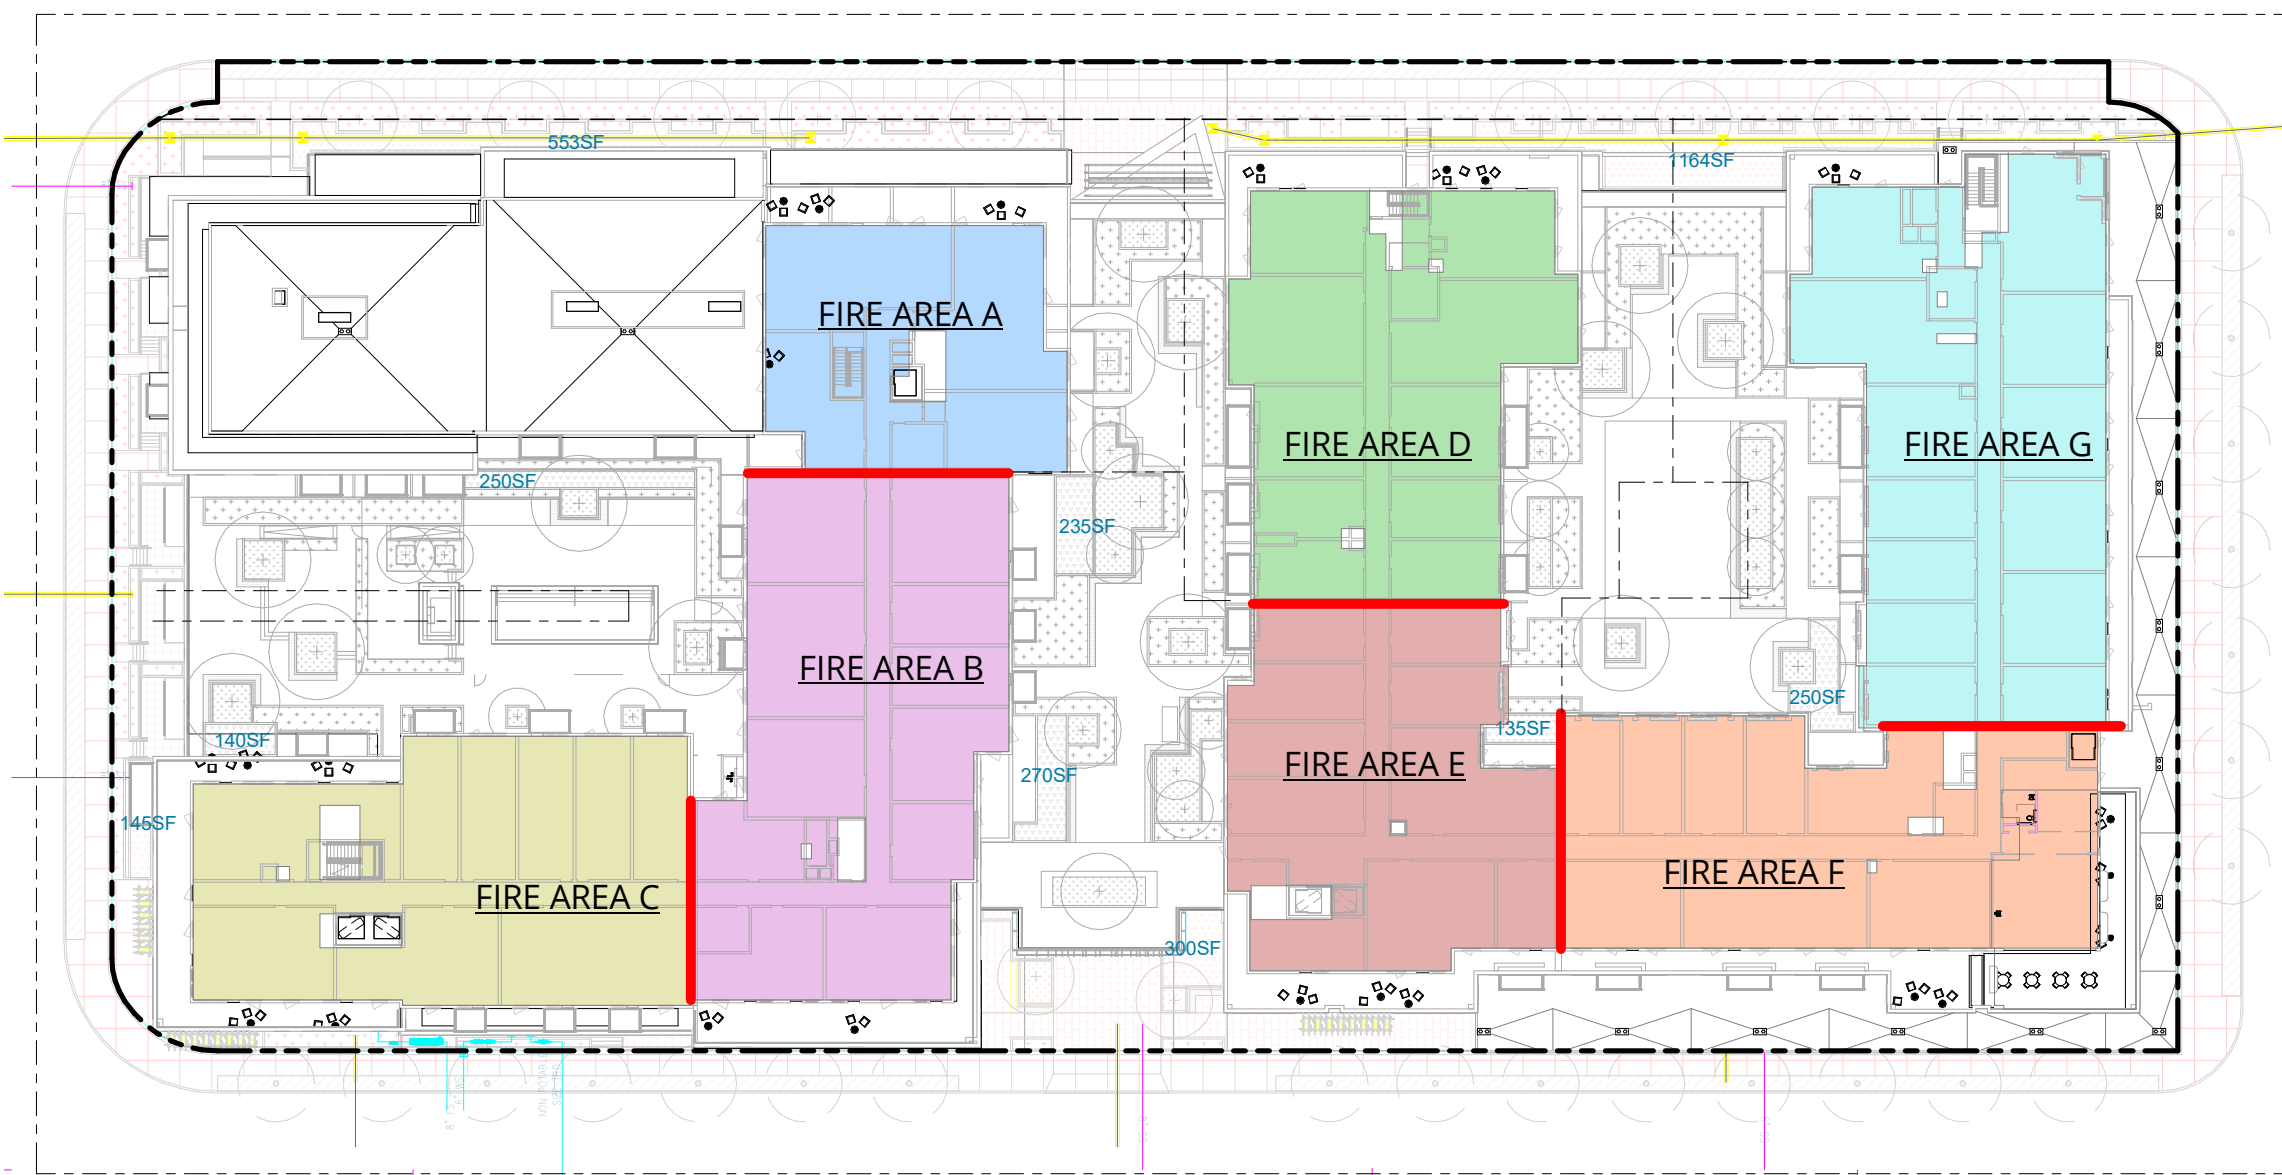 553SF
1164SF
FIRE AREA A
FIRE AREA D
FIRE AREA G
250SF
235SF
FIRE AREA B
250SF
135SF
140SF
FIRE AREA E
270SF
145SF
FIRE AREA F
FIRE AREA C
300SF